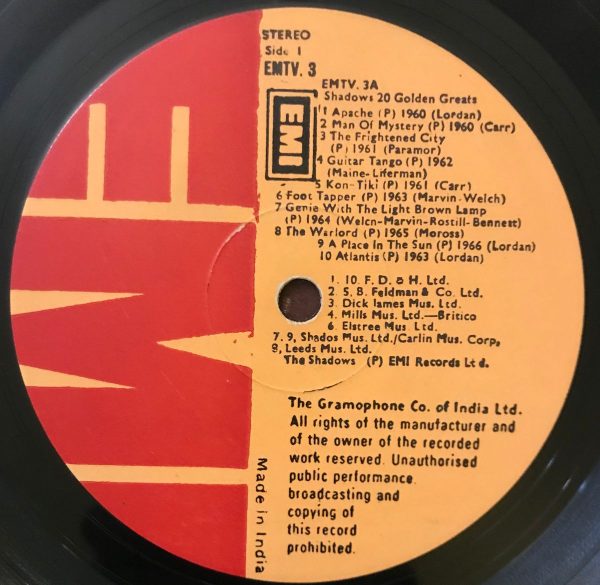 STEREO
Side 1
EMTV. 3
EMI
EMTV. 3A
Shadows 20 Golden Greats
1 Apache (P) 1960 (Lordan)
2 Man Of Mystery (P) 1960 (Carr)
3 The Frightened City
(P) 1961 (Paramor)
4 Guitar Tango (P) 1962
(Maine-Liferman)
5 Kon-Tiki (P) 1961 (Carr)
6 Foot Tapper (P) 1963 (Marvin-Welch)
7 Genie With The Light Brown Lamp
(P) 1964 (Welch-Marvin-Rostill-Bennett)
8 The Warlord (P) 1965 (Moross)
9 A Place In The Sun (P) 1966 (Lordan)
10 Atlantis (P) 1963 (Lordan)
1. 10. F. D. & H. Ltd.
2. S. B. Feldman & Co. Ltd.
3. Dick James Mus. Ltd.
4. Mills Mus. Ltd.—Britico
6. Elstree Mus. Ltd.
7. 9, Shados Mus. Ltd./Carlin Mus. Corp.
8, Leeds Mus. Ltd.
The Shadows (P) EMI Records Ltd.
The Gramophone Co. of India Ltd.
All rights of the manufacturer and
of the owner of the recorded
work reserved. Unauthorised
public performance
broadcasting and
copying of
this record
prohibited.
Made in India
EMI